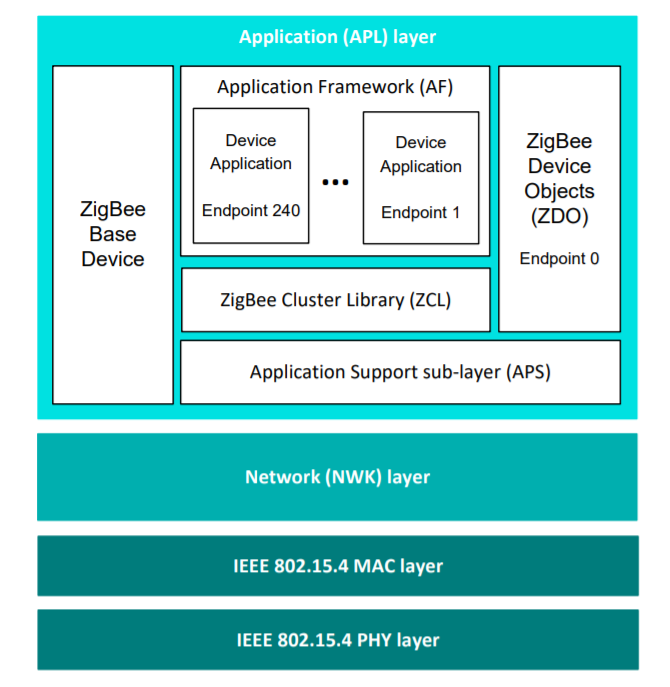 Application (APL) layer
ZigBee
Base
Device
Application Framework (AF)
Device
Application
Endpoint 240
...
Device
Application
Endpoint 1
ZigBee Cluster Library (ZCL)
ZigBee
Device
Objects
(ZDO)
Endpoint 0
Application Support sub-layer (APS)
Network (NWK) layer
IEEE 802.15.4 MAC layer
IEEE 802.15.4 PHY layer